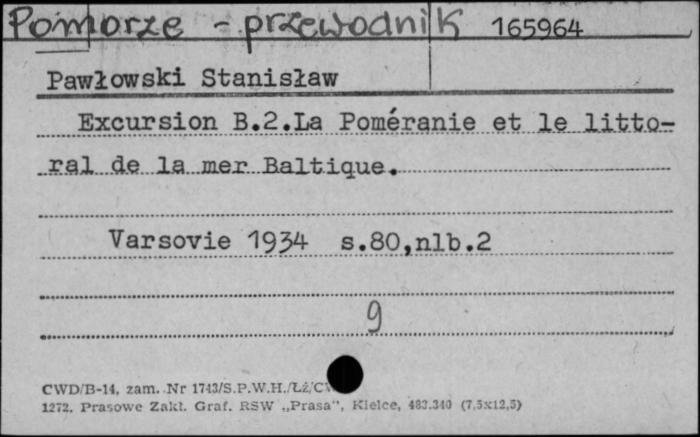 Pomorze - przewodnik 165964
Pawłowski Stanisław
Excursion B.2.La Poméranie et le litto-
ral de la mer Baltique.
Varsovie 1934 s.80,nlb.2
9
CWD/B-14, zam. Nr 1743/S.P.W.H./Łż/CW
1272. Prasowe Zakł. Graf. RSW „Prasa", Kielce, 483.340 (7,5x12,5)